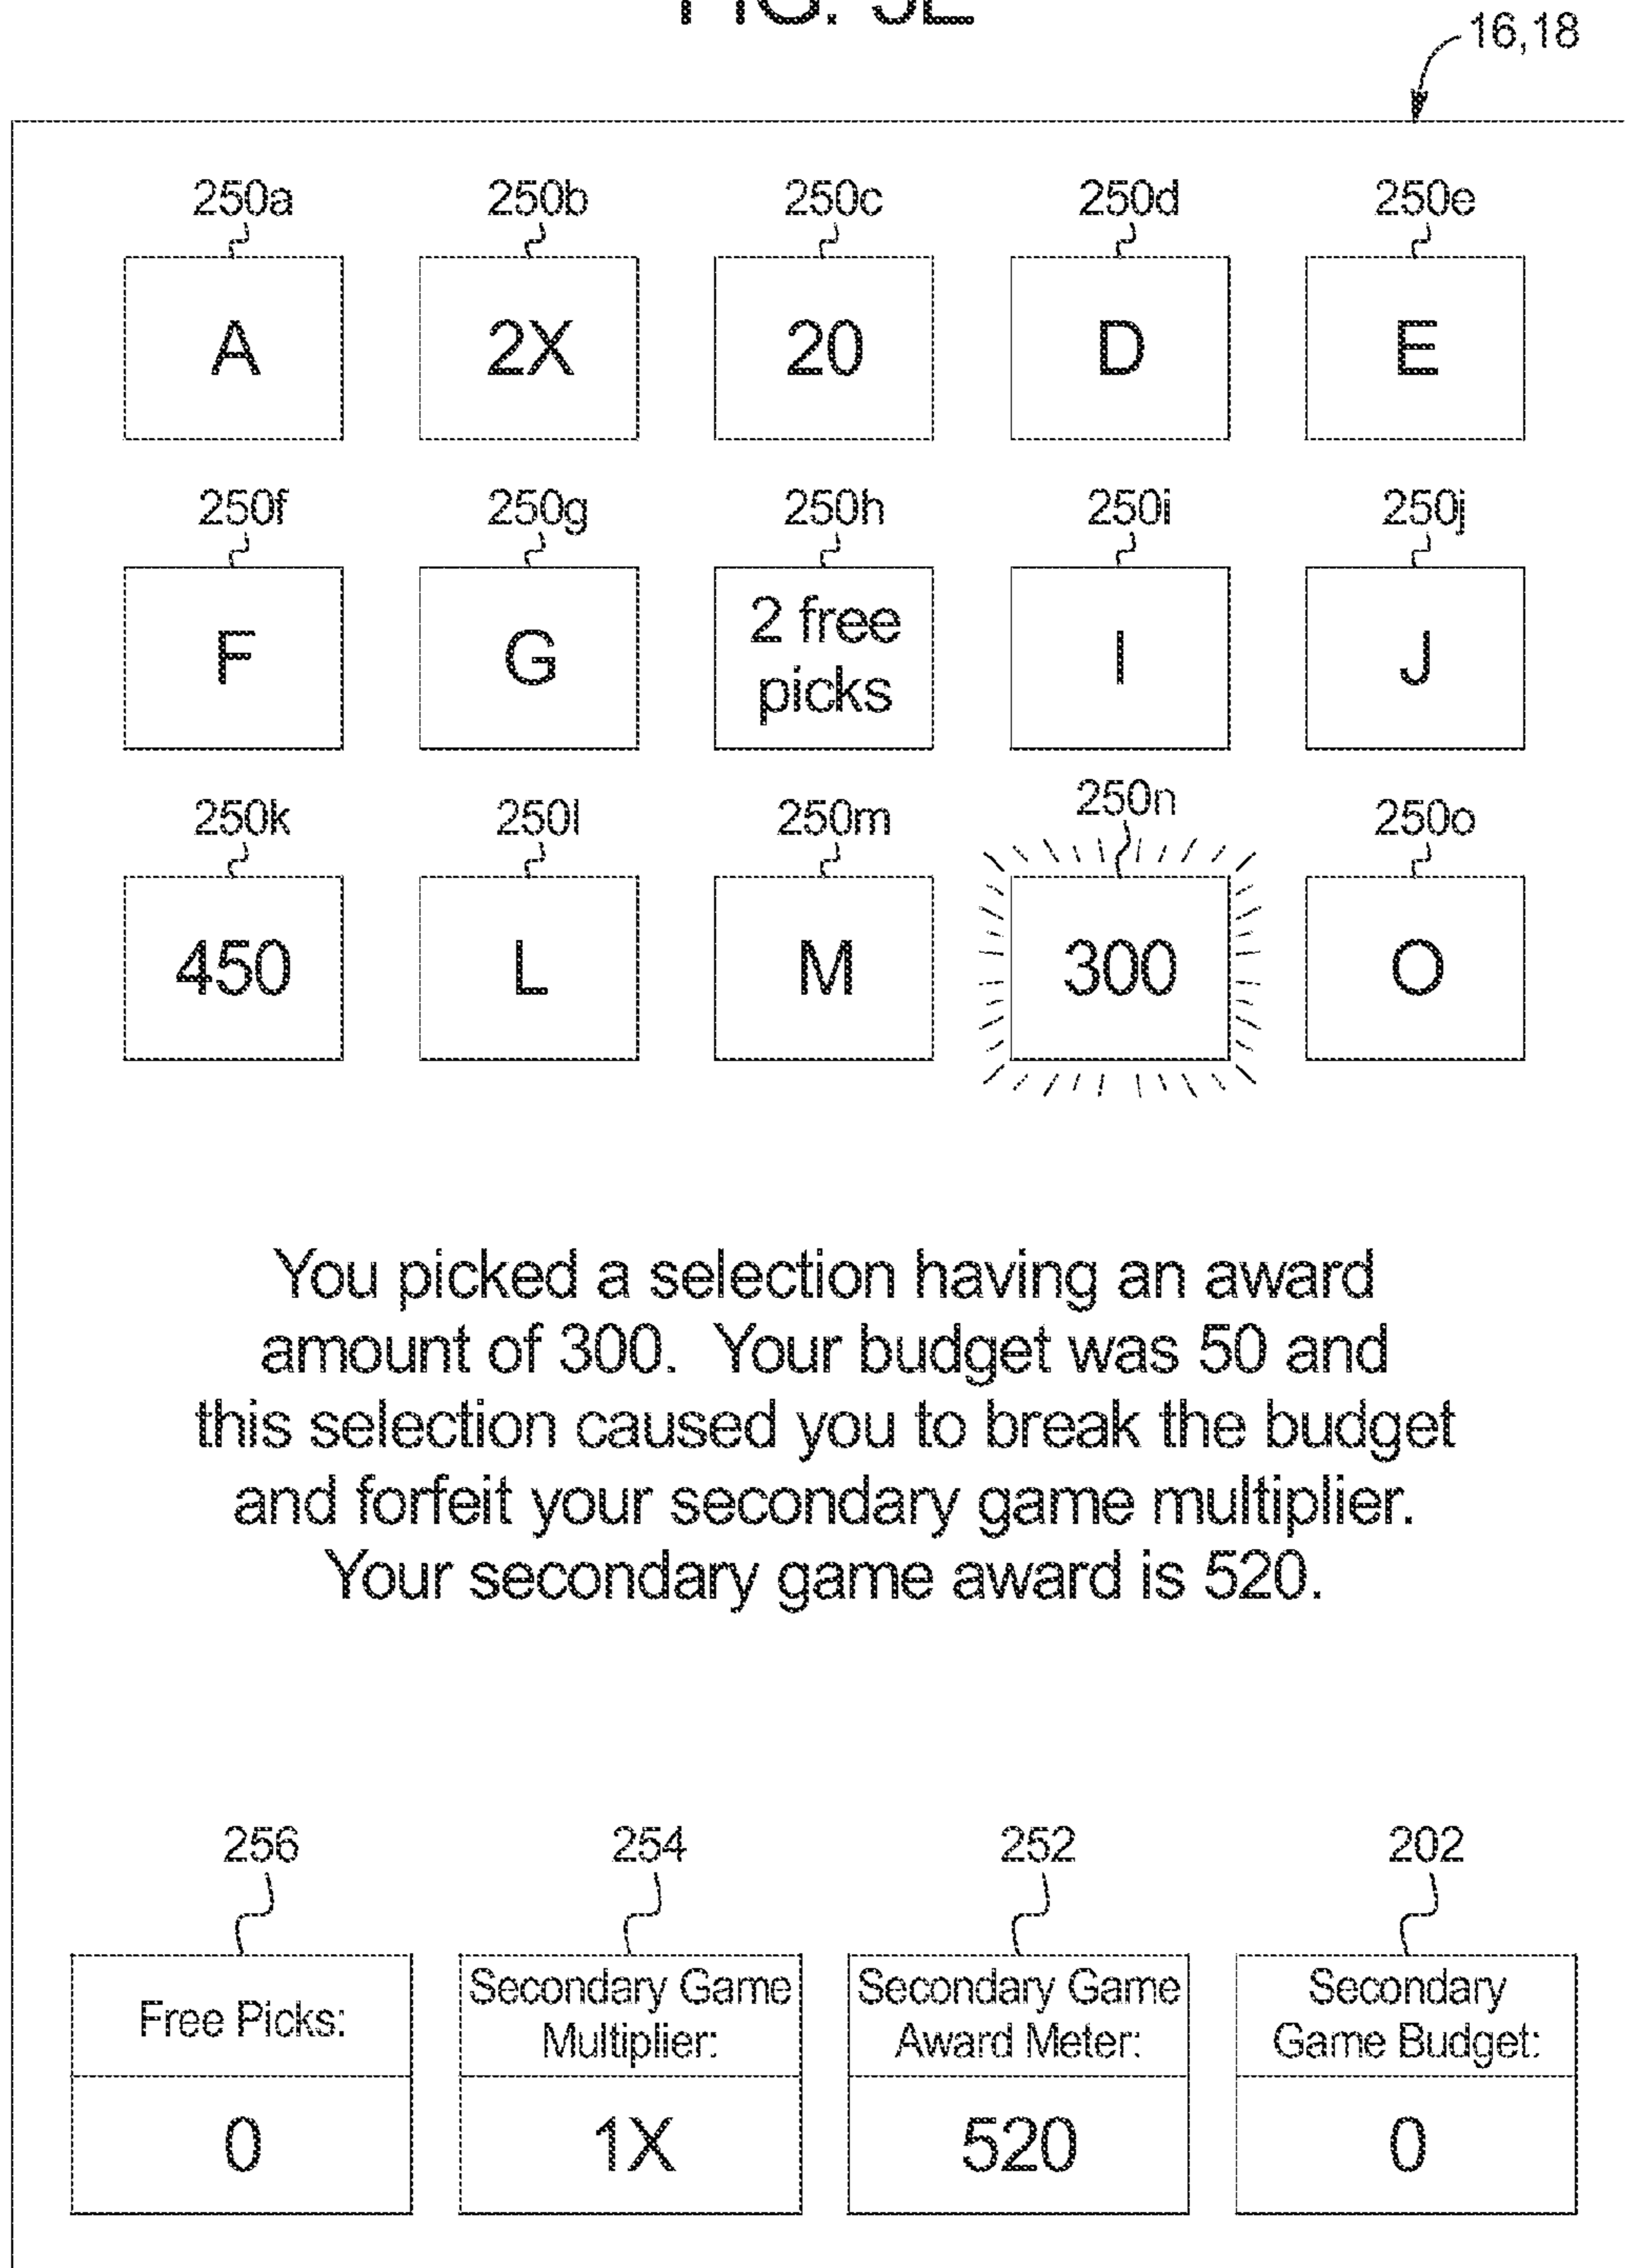 16,18
250a 250b 250c 250d 250e
A 2X 20 D E
250f 250g 250h 250i 250j
F G 2 free picks I J
250k 250l 250m 250n 250o
450 L M 300 O
You picked a selection having an award
amount of 300. Your budget was 50 and
this selection caused you to break the budget
and forfeit your secondary game multiplier.
Your secondary game award is 520.
256 254 252 202
Free Picks: Secondary Game Multiplier: Secondary Game Award Meter: Secondary Game Budget:
0 1X 520 0